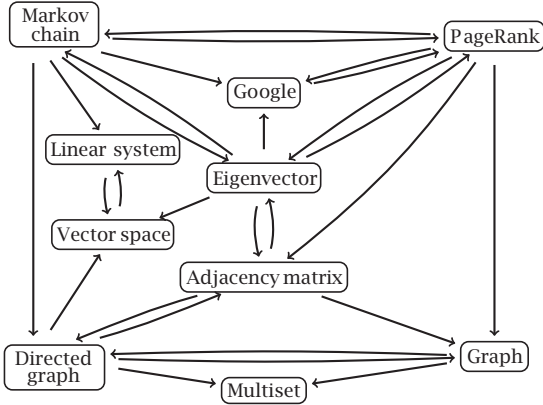 Markov
chain
PageRank
Google
Linear system
Eigenvector
Vector space
Adjacency matrix
Directed
graph
Graph
Multiset